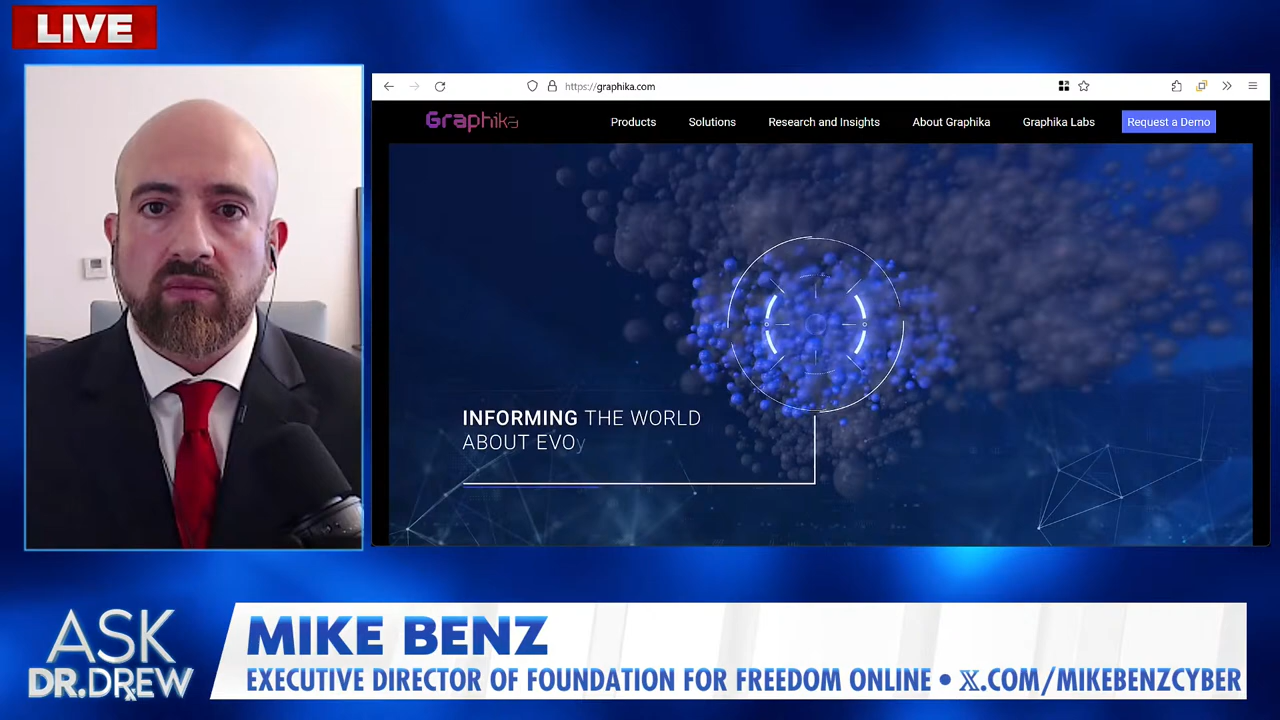 LIVE
https://graphika.com
Graphika
Products
Solutions
Research and Insights
About Graphika
Graphika Labs
Request a Demo
INFORMING THE WORLD
ABOUT EVOy
ASK
DR.DREW
MIKE BENZ
EXECUTIVE DIRECTOR OF FOUNDATION FOR FREEDOM ONLINE • X.COM/MIKEBENZCYBER